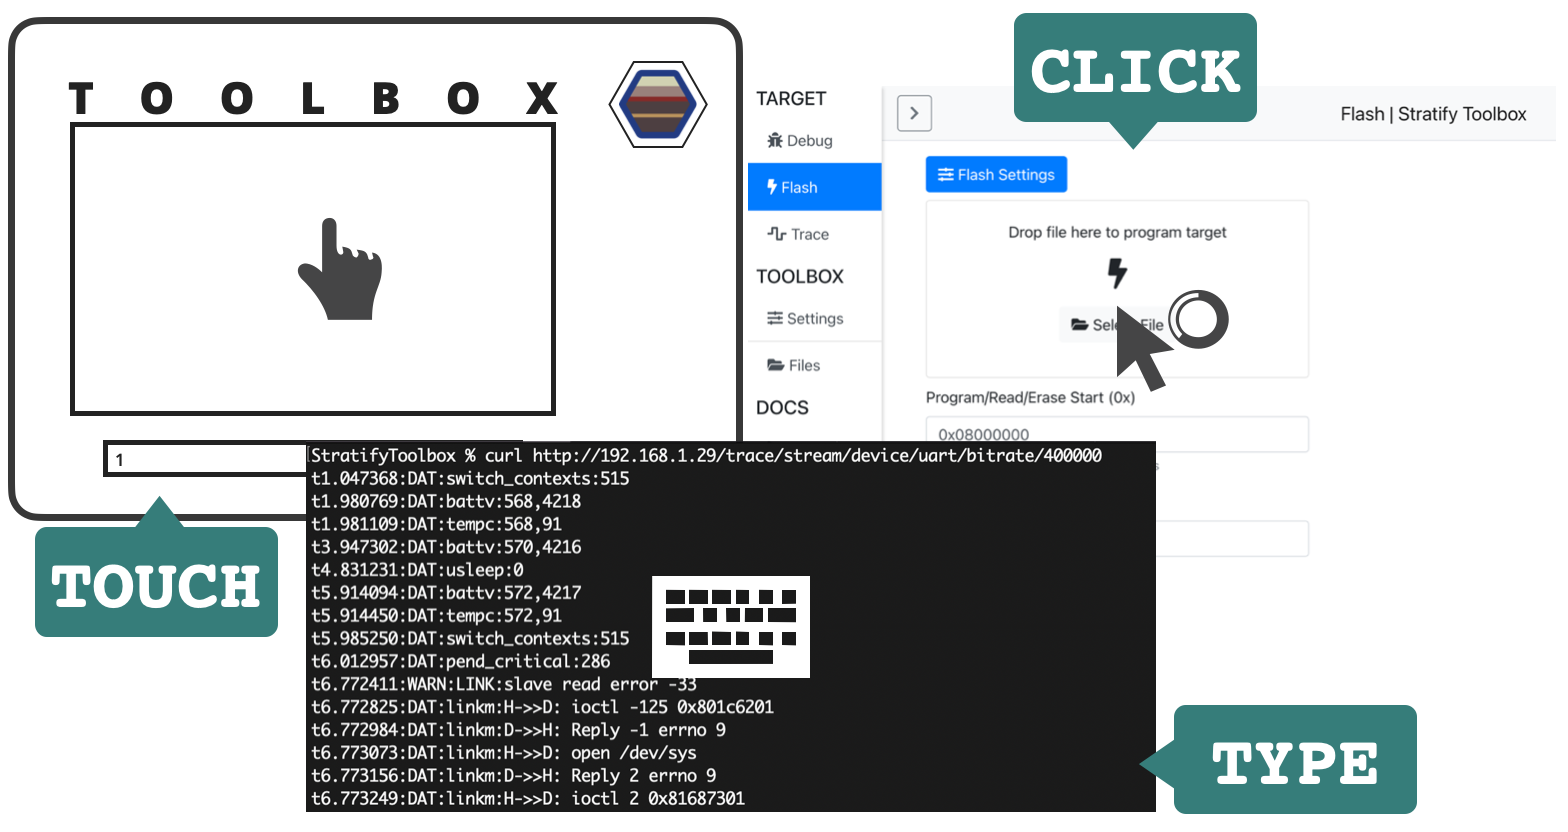 TOOLBOX
1
TOUCH
TARGET
Debug
Flash
Trace
TOOLBOX
Settings
Files
DOCS
CLICK
Flash | Stratify Toolbox
Flash Settings
Drop file here to program target
File
Program/Read/Erase Start (0x)
0x08000000
StratifyToolbox % curl http://192.168.1.29/trace/stream/device/uart/bitrate/400000
t1.047368:DAT:switch_contexts:515
t1.980769:DAT:battv:568,4218
t1.981109:DAT:tempc:568,91
t3.947302:DAT:battv:570,4216
t4.831231:DAT:usleep:0
t5.914094:DAT:battv:572,4217
t5.914450:DAT:tempc:572,91
t5.985250:DAT:switch_contexts:515
t6.012957:DAT:pend_critical:286
t6.772411:WARN:LINK:slave read error -33
t6.772825:DAT:linkm:H->>D: ioctl -125 0x801c6201
t6.772984:DAT:linkm:D->>H: Reply -1 errno 9
t6.773073:DAT:linkm:H->>D: open /dev/sys
t6.773156:DAT:linkm:D->>H: Reply 2 errno 9
t6.773249:DAT:linkm:H->>D: ioctl 2 0x81687301
TYPE